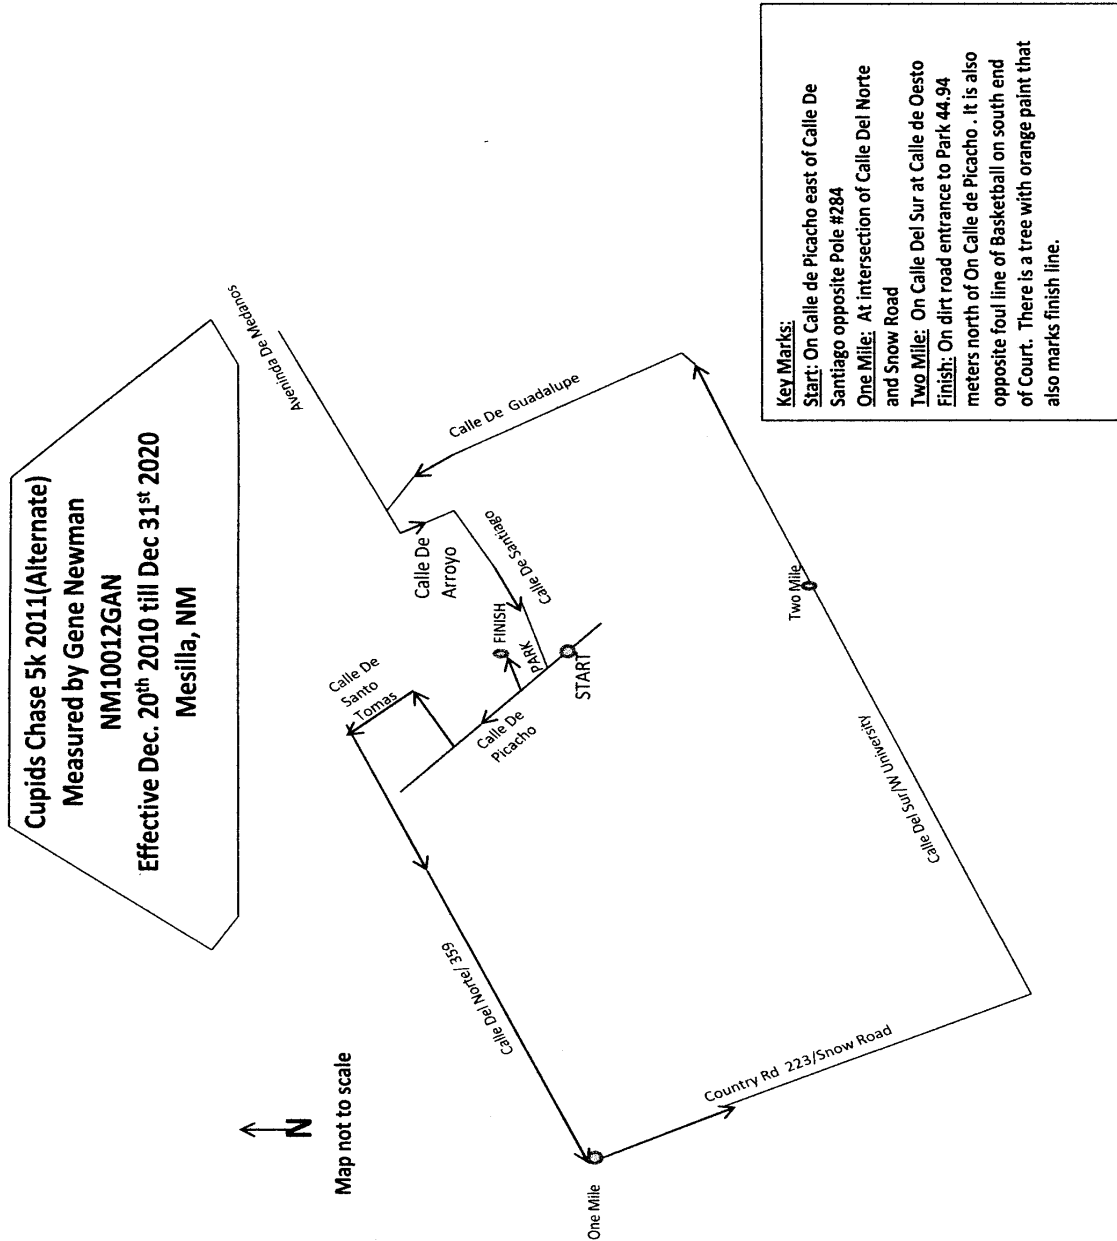 Cupids Chase 5k 2011(Alternate)
Measured by Gene Newman
NM10012GAN
Effective Dec. 20th 2010 till Dec 31st 2020
Mesilla, NM
N
Map not to scale
Aveninda De Medanos
Calle De Guadalupe
Calle De
Arroyo
Calle De Santiago
Calle De
Santo
Tomas
FINISH
PARK
START
Calle De
Picacho
Calle Del Norte/ 359
One Mile
Country Rd 223/Snow Road
Calle Del Sur/W University
Two Mile
Key Marks:
Start: On Calle de Picacho east of Calle De
Santiago opposite Pole #284
One Mile: At intersection of Calle Del Norte
and Snow Road
Two Mile: On Calle Del Sur at Calle de Oesto
Finish: On dirt road entrance to Park 44.94
meters north of On Calle de Picacho . It is also
opposite foul line of Basketball on south end
of Court. There is a tree with orange paint that
also marks finish line.